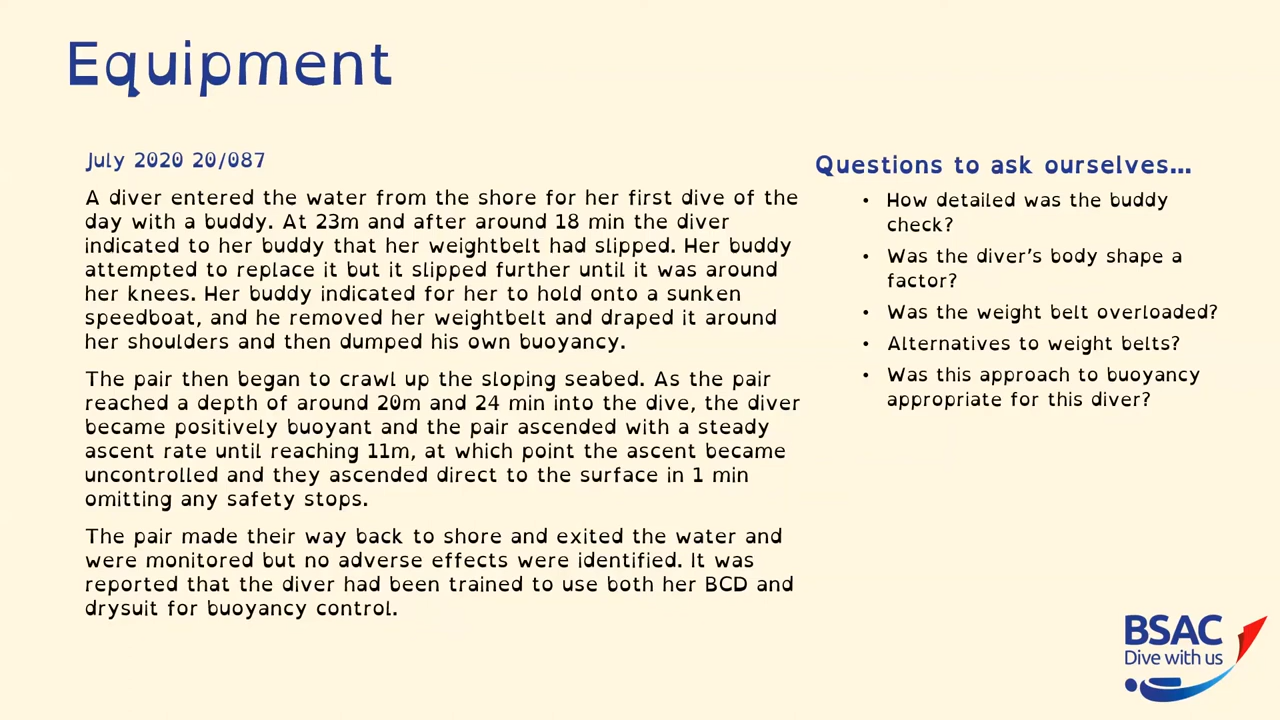 Equipment
July 2020 20/087
A diver entered the water from the shore for her first dive of the
day with a buddy. At 23m and after around 18 min the diver
indicated to her buddy that her weightbelt had slipped. Her buddy
attempted to replace it but it slipped further until it was around
her knees. Her buddy indicated for her to hold onto a sunken
speedboat, and he removed her weightbelt and draped it around
her shoulders and then dumped his own buoyancy.
The pair then began to crawl up the sloping seabed. As the pair
reached a depth of around 20m and 24 min into the dive, the diver
became positively buoyant and the pair ascended with a steady
ascent rate until reaching 11m, at which point the ascent became
uncontrolled and they ascended direct to the surface in 1 min
omitting any safety stops.
The pair made their way back to shore and exited the water and
were monitored but no adverse effects were identified. It was
reported that the diver had been trained to use both her BCD and
drysuit for buoyancy control.
Questions to ask ourselves...
• How detailed was the buddy
check?
• Was the diver's body shape a
factor?
• Was the weight belt overloaded?
• Alternatives to weight belts?
• Was this approach to buoyancy
appropriate for this diver?
BSAC
Dive with us